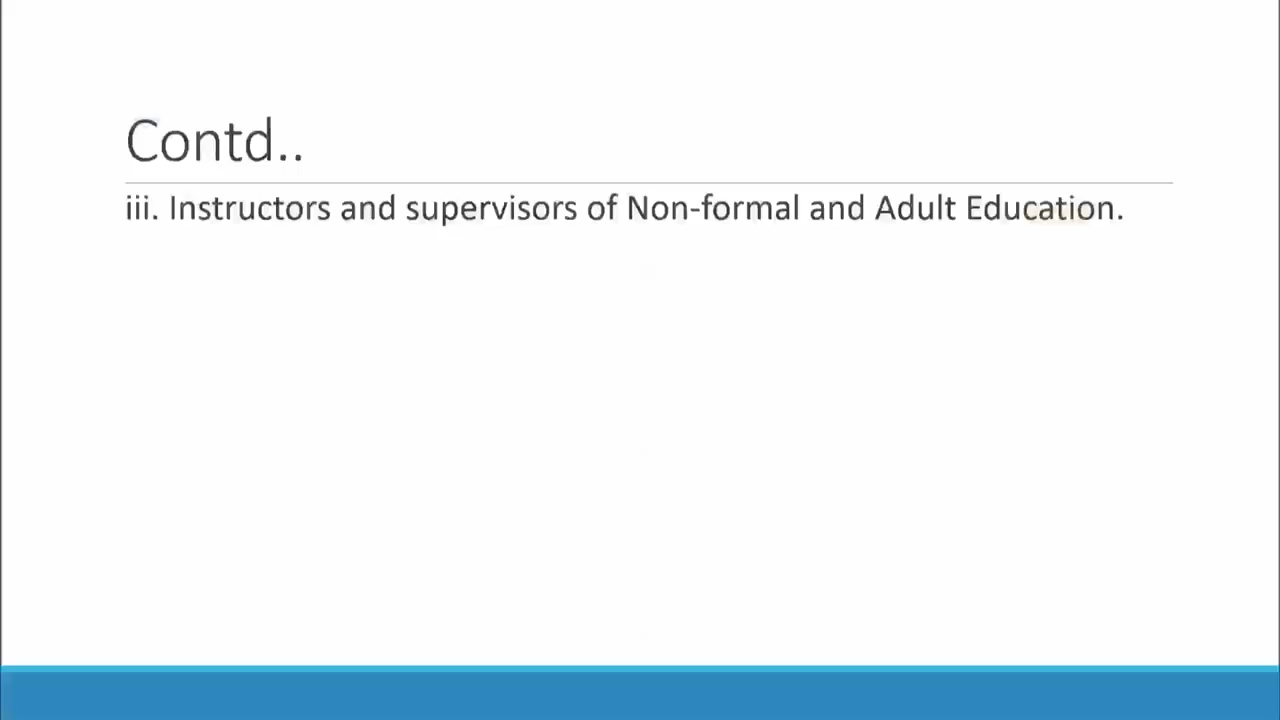 Contd..
iii. Instructors and supervisors of Non-formal and Adult Education.